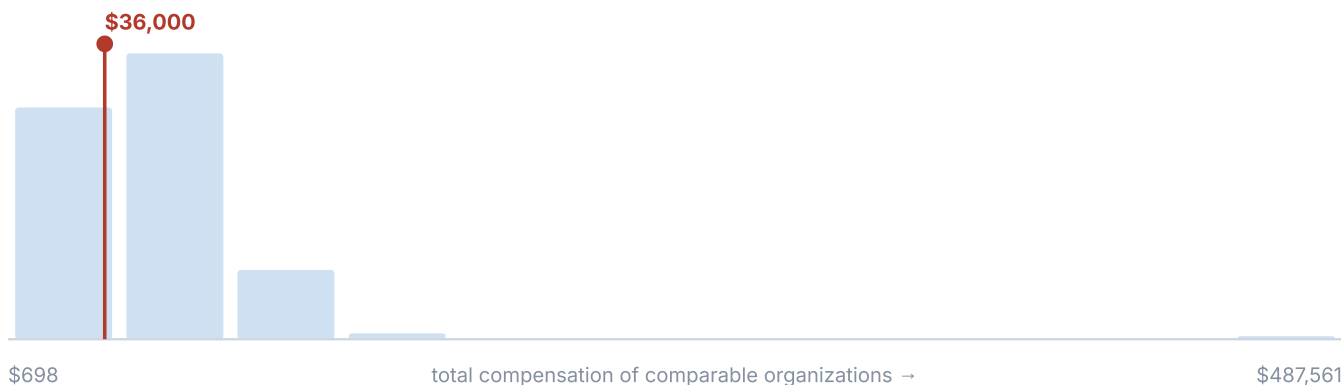 $36,000
$698
total compensation of comparable organizations →
$487,561